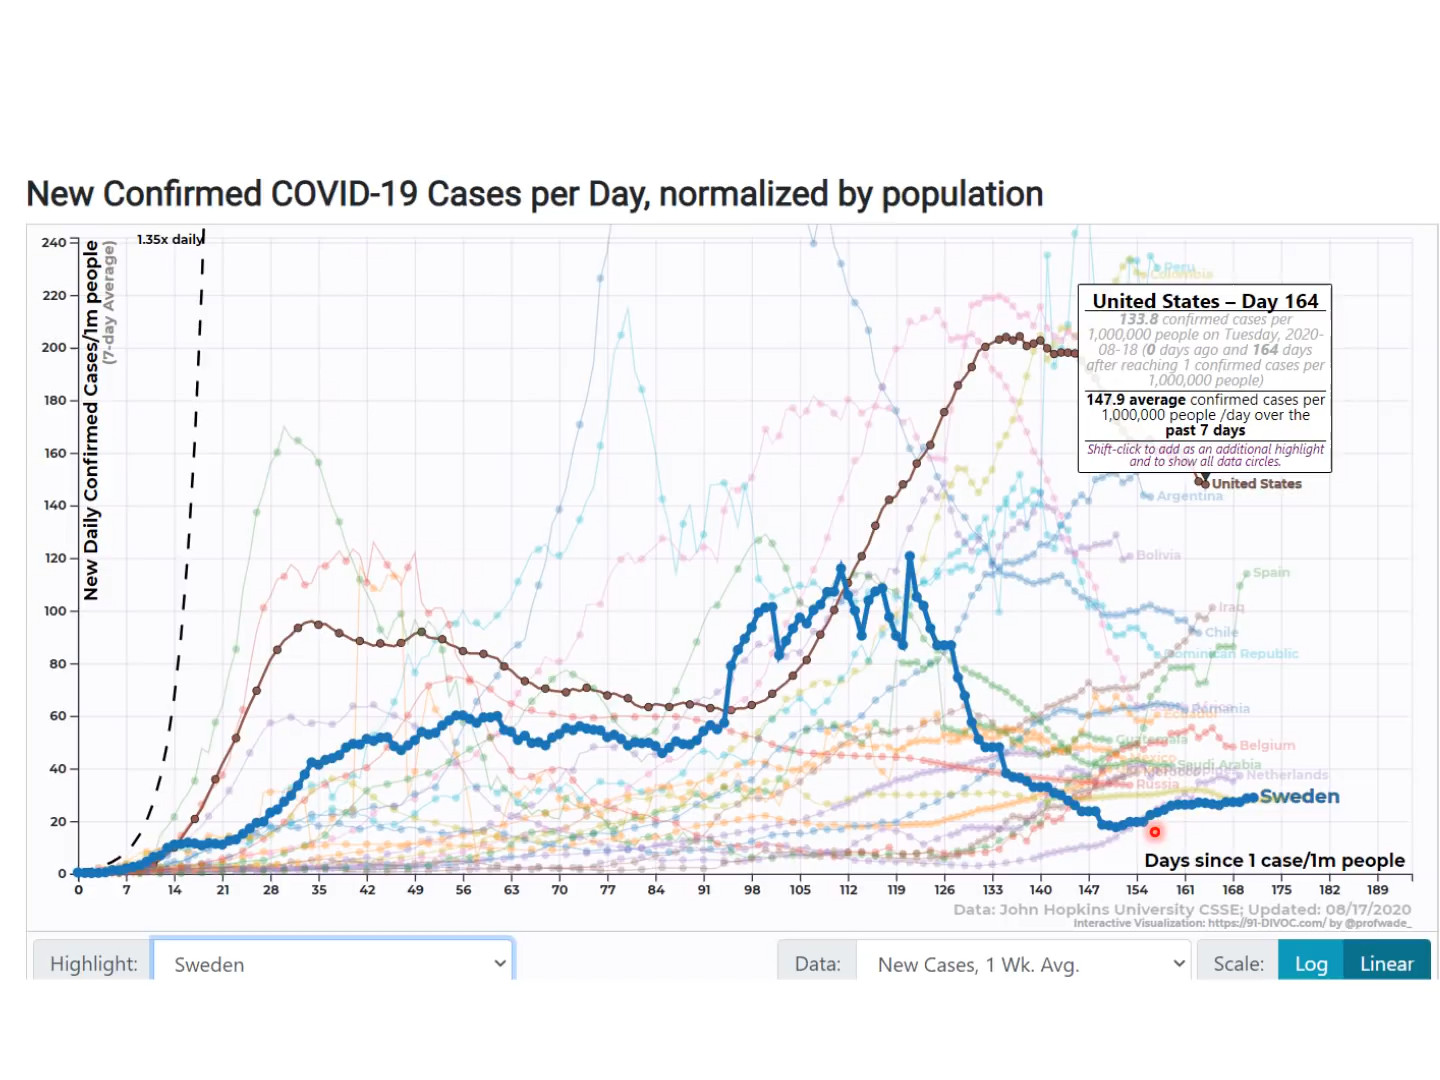 New Confirmed COVID-19 Cases per Day, normalized by population
1.35x daily
New Daily Confirmed Cases/1m people
(7-day Average)
240
220
200
180
160
140
120
100
80
60
40
20
0
Peru
Colombia
United States – Day 164
133.8 confirmed cases per
1,000,000 people on Tuesday, 2020-
08-18 (0 days ago and 164 days
after reaching 1 confirmed cases per
1,000,000 people)
147.9 average confirmed cases per
1,000,000 people /day over the
past 7 days
Shift-click to add as an additional highlight
and to show all data circles.
United States
Argentina
Bolivia
Spain
Iraq
Chile
Dominican Republic
Romania
Ecuador
Guatemala
Belgium
Saudi Arabia
Morocco
Netherlands
Russia
Sweden
Days since 1 case/1m people
0 7 14 21 28 35 42 49 56 63 70 77 84 91 98 105 112 119 126 133 140 147 154 161 168 175 182 189
Data: John Hopkins University CSSE; Updated: 08/17/2020
Interactive Visualization: https://91-DIVOC.com/ by @profwade_
Highlight: Sweden Data: New Cases, 1 Wk. Avg. Scale: Log Linear